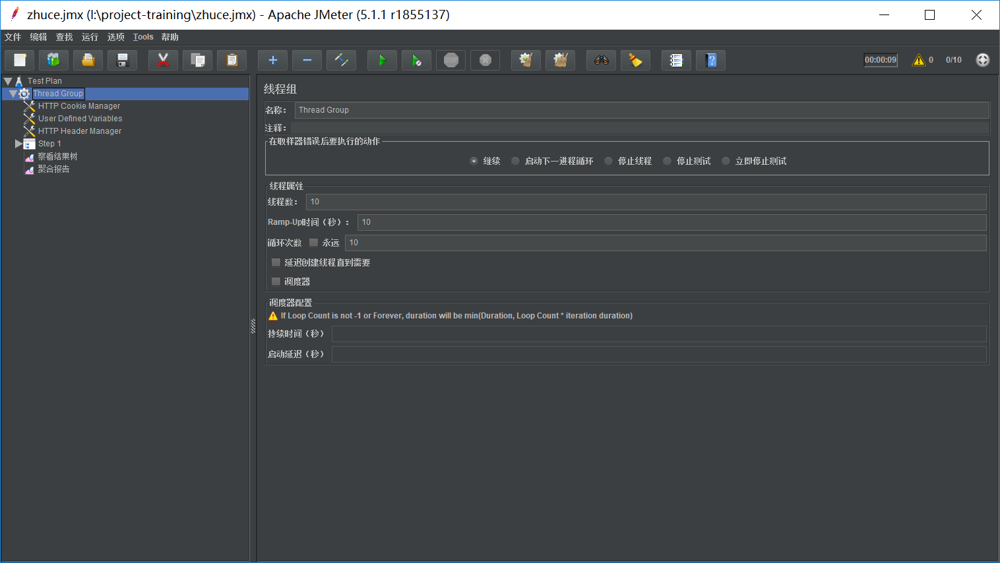 zhuce.jmx (I:\project-training\zhuce.jmx) - Apache JMeter (5.1.1 r1855137)
文件 编辑 查找 运行 选项 Tools 帮助
STOP
00:00:09 0 0/10
Test Plan
Thread Group
HTTP Cookie Manager
User Defined Variables
HTTP Header Manager
Step 1
察看结果树
聚合报告
线程组
名称： Thread Group
注释：
在取样器错误后要执行的动作
继续 启动下一进程循环 停止线程 停止测试 立即停止测试
线程属性
线程数： 10
Ramp-Up时间（秒）： 10
循环次数 永远 10
延迟创建线程直到需要
调度器
调度器配置
If Loop Count is not -1 or Forever, duration will be min(Duration, Loop Count * iteration duration)
持续时间（秒）
启动延迟（秒）